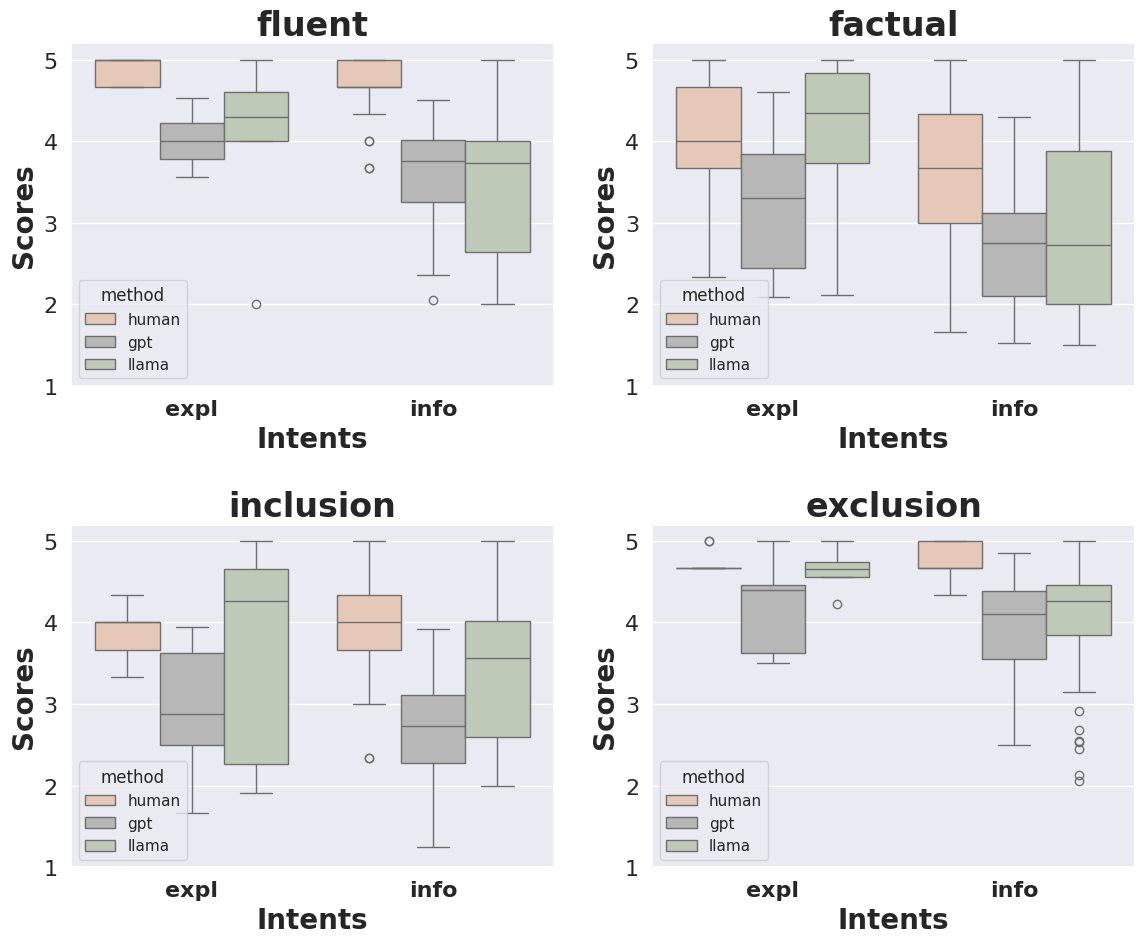 fluent
Scores
5
4
3
2
1
method
human
gpt
llama
expl
info
Intents
factual
Scores
5
4
3
2
1
method
human
gpt
llama
expl
info
Intents
inclusion
Scores
5
4
3
2
1
method
human
gpt
llama
expl
info
Intents
exclusion
Scores
5
4
3
2
1
method
human
gpt
llama
expl
info
Intents